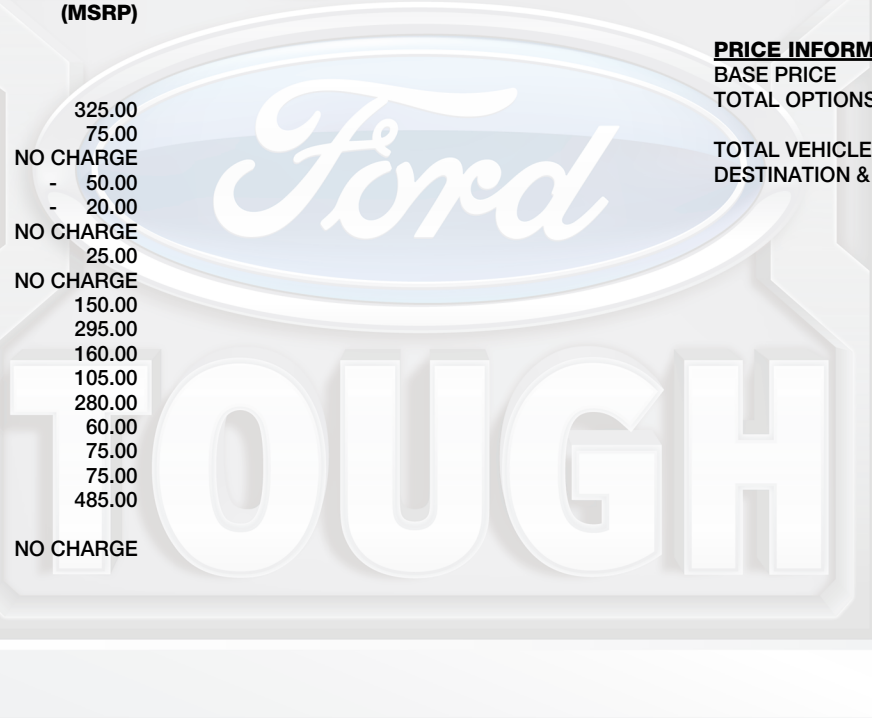 (MSRP)
325.00
75.00
NO CHARGE
- 50.00
- 20.00
NO CHARGE
25.00
NO CHARGE
150.00
295.00
160.00
105.00
280.00
60.00
75.00
75.00
485.00
NO CHARGE
PRICE INFORM
BASE PRICE
TOTAL OPTIONS
TOTAL VEHICLE
DESTINATION &
Ford
TOUGH